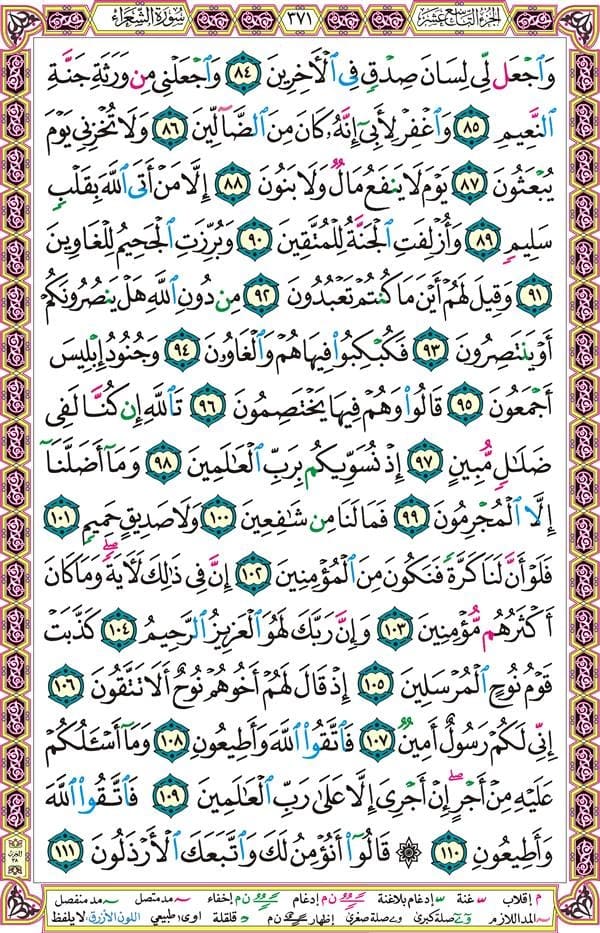 الجزء التاسع عشر
٣٧١
سورة الشعراء
وَٱجْعَل لِّى لِسَانَ صِدْقٍ فِى ٱلْأَخِرِينَ ٨٤ وَٱجْعَلْنِى مِن وَرَثَةِ جَنَّةِ
ٱلنَّعِيمِ ٨٥ وَٱغْفِرْ لِأَبِىٓ إِنَّهُۥ كَانَ مِنَ ٱلضَّآلِّينَ ٨٦ وَلَا تُخْزِنِى يَوْمَ
يُبْعَثُونَ ٨٧ يَوْمَ لَا يَنفَعُ مَالٌ وَلَا بَنُونَ ٨٨ إِلَّا مَنْ أَتَى ٱللَّهَ بِقَلْبٍ
سَلِيمٍ ٨٩ وَأُزْلِفَتِ ٱلْجَنَّةُ لِلْمُتَّقِينَ ٩٠ وَبُرِّزَتِ ٱلْجَحِيمُ لِلْغَاوِينَ
٩١ وَقِيلَ لَهُمْ أَيْنَ مَا كُنتُمْ تَعْبُدُونَ ٩٢ مِن دُونِ ٱللَّهِ هَلْ يَنصُرُونَكُمْ
أَوْ يَنتَصِرُونَ ٩٣ فَكُبْكِبُوا۟ فِيهَا هُمْ وَٱلْغَاوُۥنَ ٩٤ وَجُنُودُ إِبْلِيسَ
أَجْمَعُونَ ٩٥ قَالُوا۟ وَهُمْ فِيهَا يَخْتَصِمُونَ ٩٦ تَٱللَّهِ إِن كُنَّا لَفِى
ضَلَٰلٍ مُّبِينٍ ٩٧ إِذْ نُسَوِّيكُم بِرَبِّ ٱلْعَٰلَمِينَ ٩٨ وَمَآ أَضَلَّنَآ
إِلَّا ٱلْمُجْرِمُونَ ٩٩ فَمَا لَنَا مِن شَٰفِعِينَ ١٠٠ وَلَا صَدِيقٍ حَمِيمٍ ١٠١
فَلَوْ أَنَّ لَنَا كَرَّةً فَنَكُونَ مِنَ ٱلْمُؤْمِنِينَ ١٠٢ إِنَّ فِى ذَٰلِكَ لَأٓيَةً ۖ وَمَا كَانَ
أَكْثَرُهُم مُّؤْمِنِينَ ١٠٣ وَإِنَّ رَبَّكَ لَهُوَ ٱلْعَزِيزُ ٱلرَّحِيمُ ١٠٤ كَذَّبَتْ
قَوْمُ نُوحٍ ٱلْمُرْسَلِينَ ١٠٥ إِذْ قَالَ لَهُمْ أَخُوهُمْ نُوحٌ أَلَا تَتَّقُونَ ١٠٦
إِنِّى لَكُمْ رَسُولٌ أَمِينٌ ١٠٧ فَٱتَّقُوا۟ ٱللَّهَ وَأَطِيعُونِ ١٠٨ وَمَآ أَسْـَٔلُكُمْ
عَلَيْهِ مِنْ أَجْرٍ ۖ إِنْ أَجْرِىَ إِلَّا عَلَىٰ رَبِّ ٱلْعَٰلَمِينَ ١٠٩ فَٱتَّقُوا۟ ٱللَّهَ
وَأَطِيعُونِ ١١٠ ۞ قَالُوٓا۟ أَنُؤْمِنُ لَكَ وَٱتَّبَعَكَ ٱلْأَرْذَلُونَ ١١١
الحزب
٣٨
م إقلاب غنة إدغام بلاغنة ن م إدغام ن م إخفاء مد متصل مد منفصل
المد اللازم صلة كبرى صلة صغرى إظهار ن م قلقلة اوى طبيعي اللون الأزرق لا يلفظ